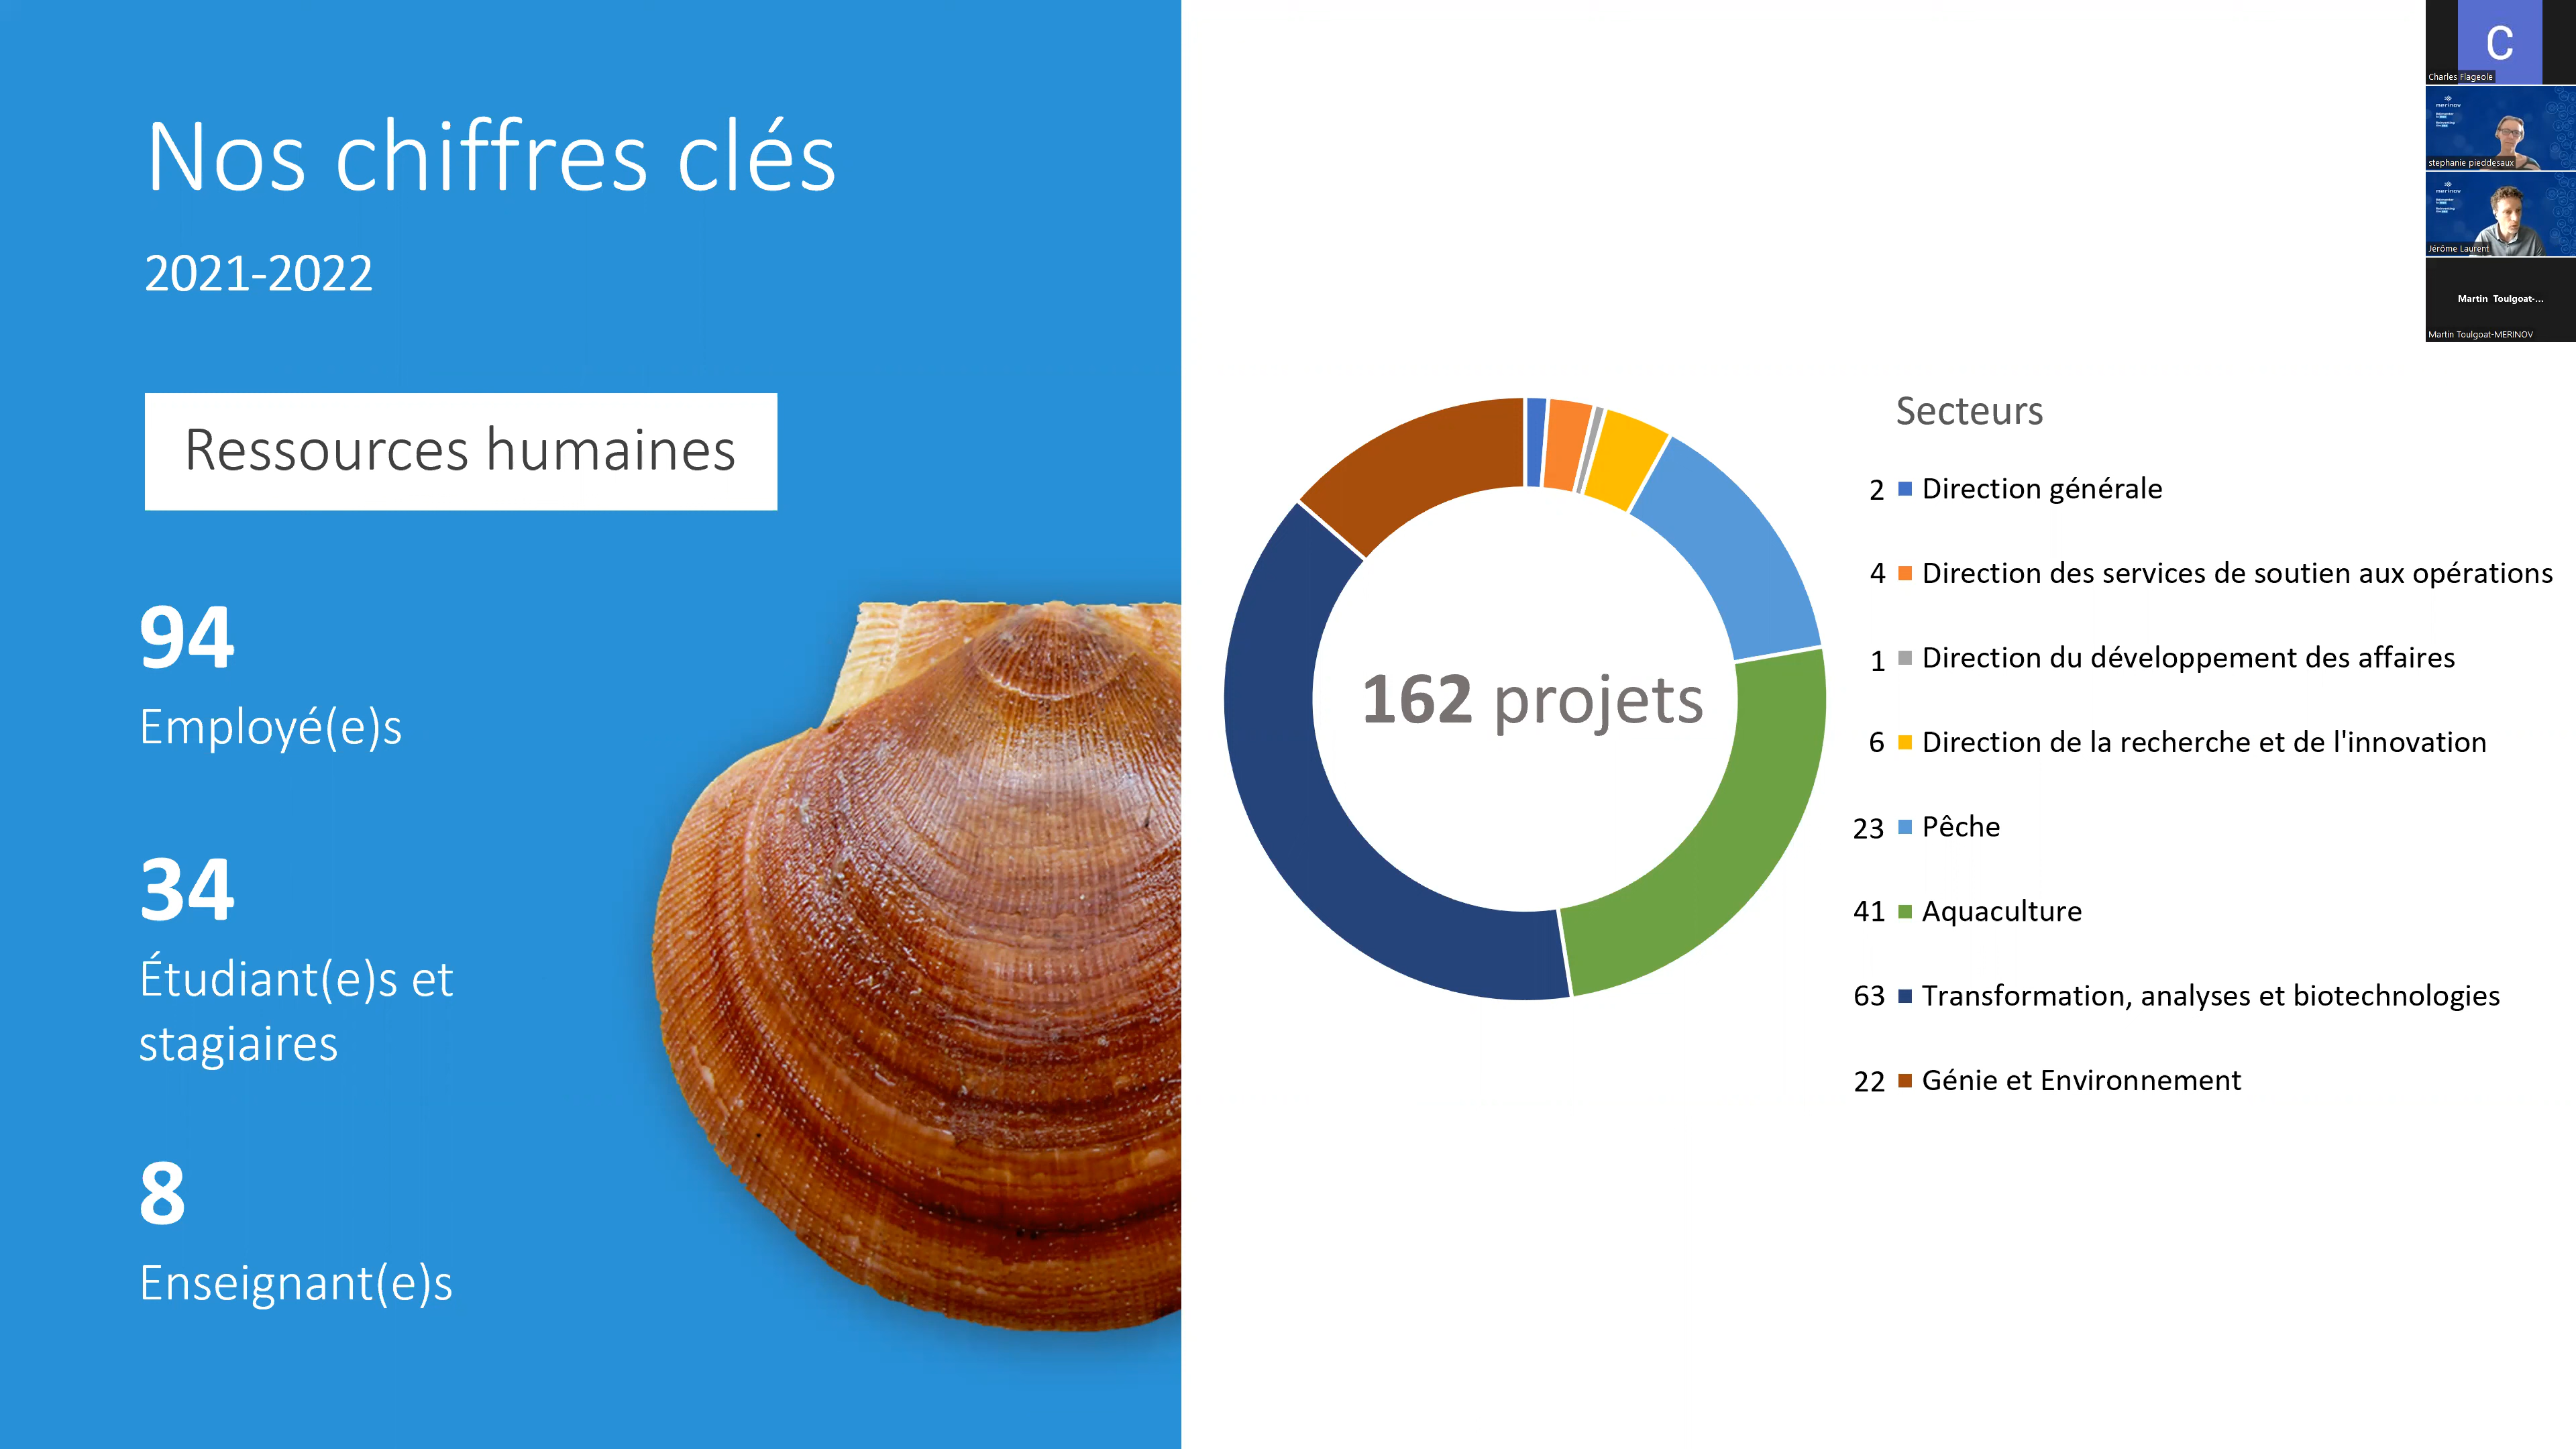 Nos chiffres clés
2021-2022
Ressources humaines
94
Employé(e)s
34
Étudiant(e)s et
stagiaires
8
Enseignant(e)s
162 projets
Secteurs
2 Direction générale
4 Direction des services de soutien aux opérations
1 Direction du développement des affaires
6 Direction de la recherche et de l'innovation
23 Pêche
41 Aquaculture
63 Transformation, analyses et biotechnologies
22 Génie et Environnement
C
Charles Flageole
merinov
stephanie pieddesaux
merinov
Jérôme Laurent
Martin Toulgoat-...
Martin Toulgoat-MERINOV